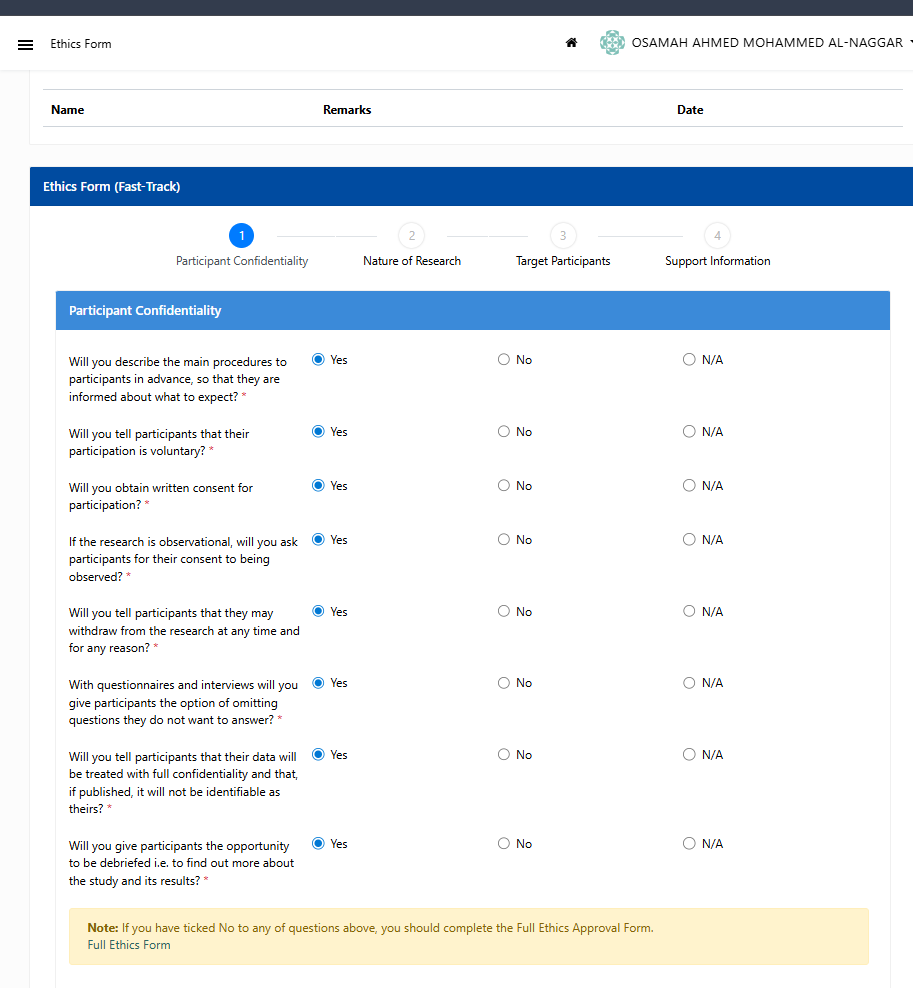 Ethics Form
OSAMAH AHMED MOHAMMED AL-NAGGAR
Name Remarks Date
Ethics Form (Fast-Track)
1 2 3 4
Participant Confidentiality Nature of Research Target Participants Support Information
Participant Confidentiality
Will you describe the main procedures to Yes No N/A
participants in advance, so that they are
informed about what to expect? *
Will you tell participants that their Yes No N/A
participation is voluntary? *
Will you obtain written consent for Yes No N/A
participation? *
If the research is observational, will you ask Yes No N/A
participants for their consent to being
observed? *
Will you tell participants that they may Yes No N/A
withdraw from the research at any time and
for any reason? *
With questionnaires and interviews will you Yes No N/A
give participants the option of omitting
questions they do not want to answer? *
Will you tell participants that their data will Yes No N/A
be treated with full confidentiality and that,
if published, it will not be identifiable as
theirs? *
Will you give participants the opportunity Yes No N/A
to be debriefed i.e. to find out more about
the study and its results? *
Note: If you have ticked No to any of questions above, you should complete the Full Ethics Approval Form.
Full Ethics Form